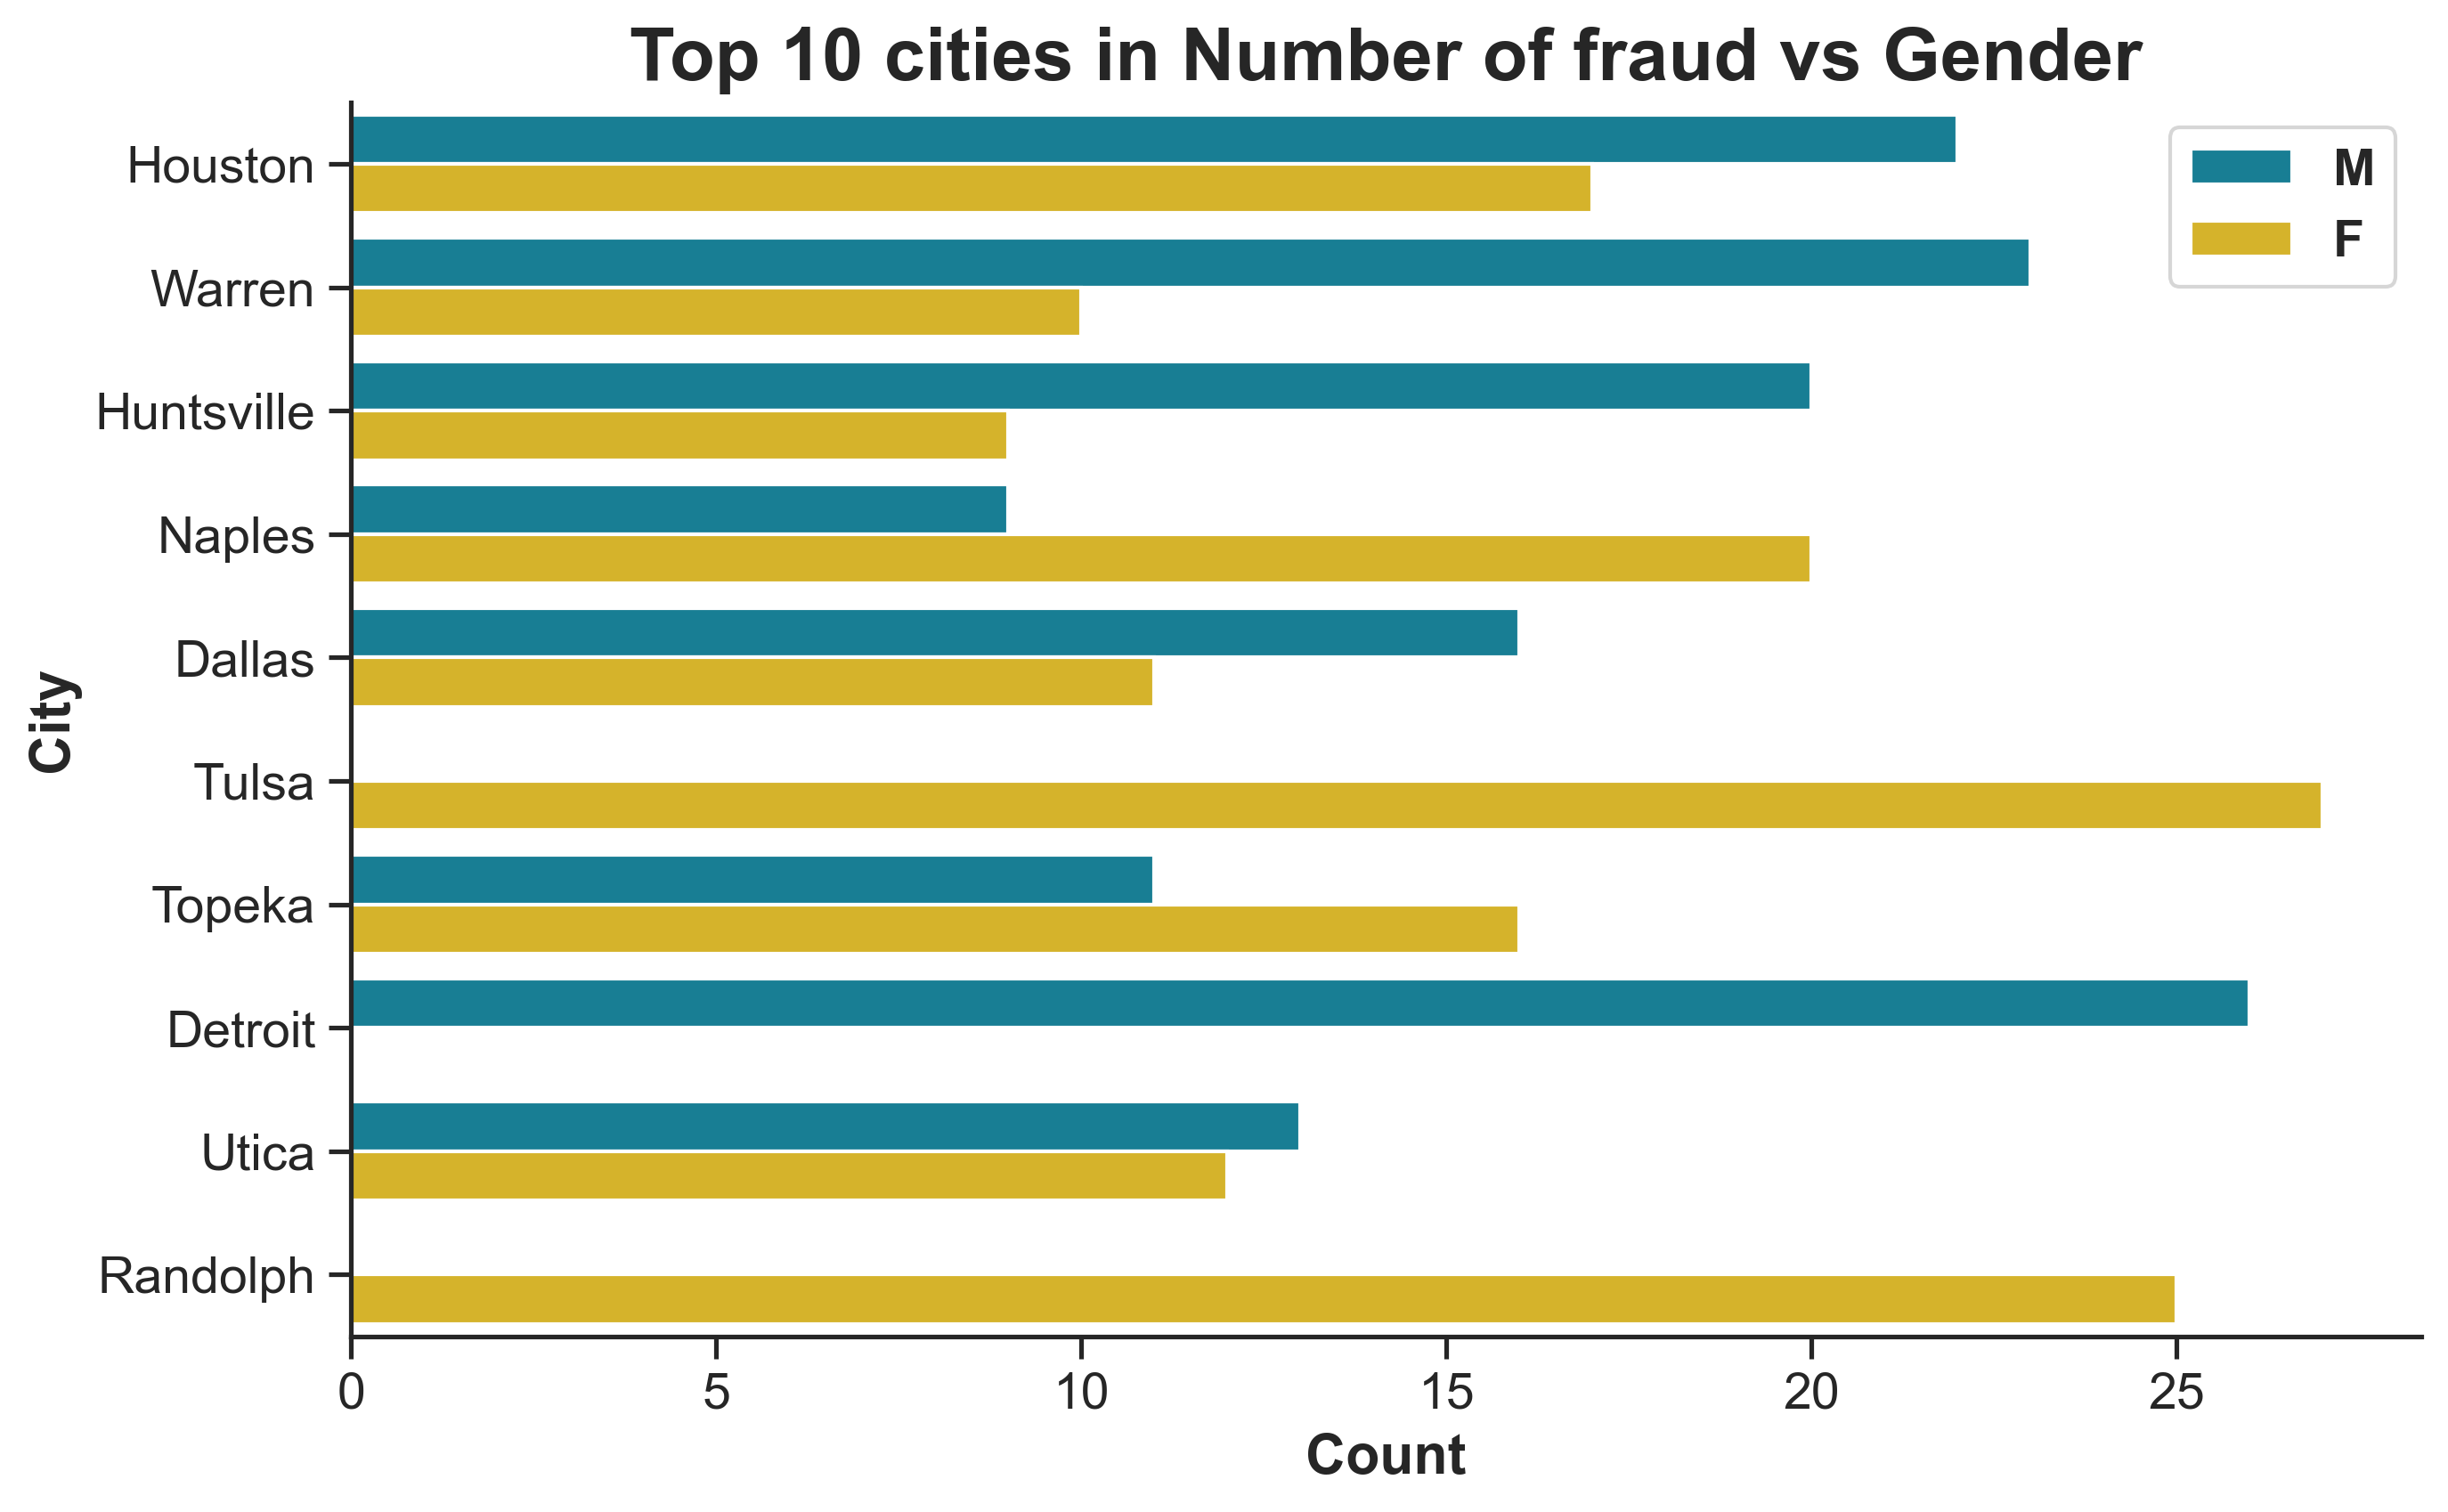 Top 10 cities in Number of fraud vs Gender
M
F
Houston
Warren
Huntsville
Naples
Dallas
Tulsa
Topeka
Detroit
Utica
Randolph
City
0 5 10 15 20 25
Count